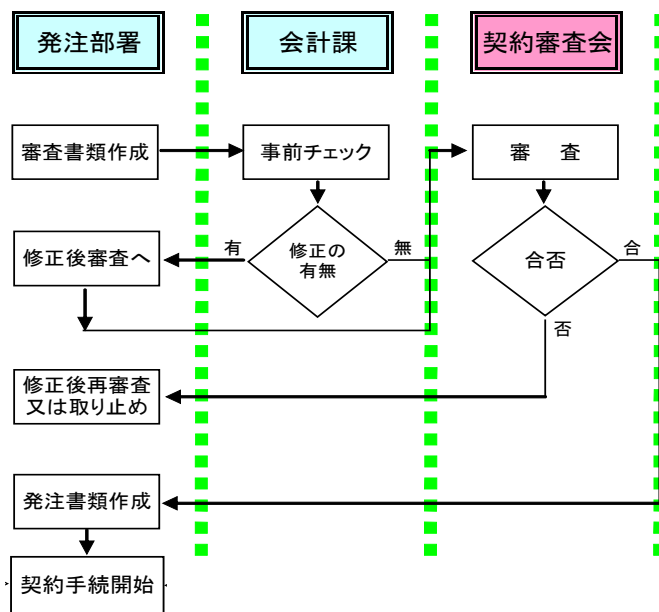 発注部署
会計課
契約審査会
審査書類作成
事前チェック
審 査
修正後審査へ
有
修正の
有無
無
合否
合
否
修正後再審査
又は取り止め
発注書類作成
契約手続開始